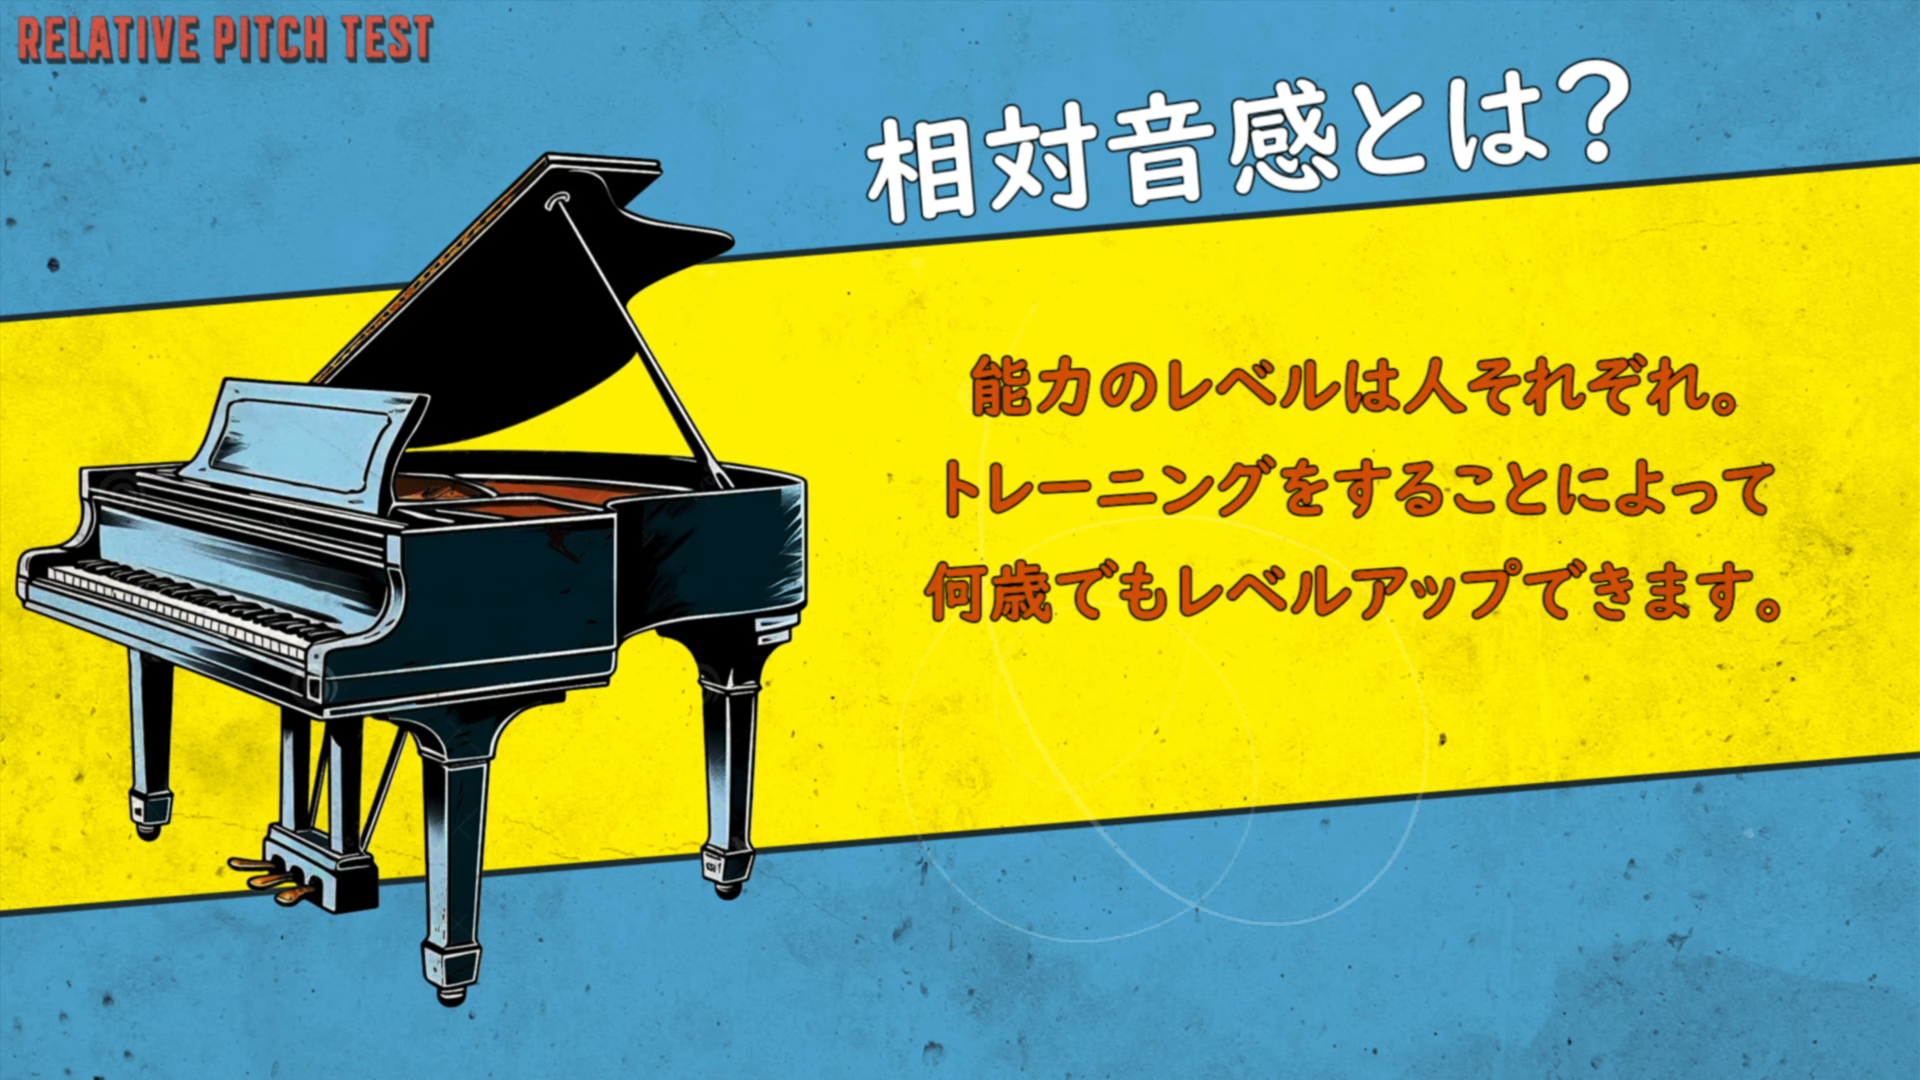 RELATIVE PITCH TEST
相対音感とは？
能力のレベルは人それぞれ。
トレーニングをすることによって
何歳でもレベルアップできます。